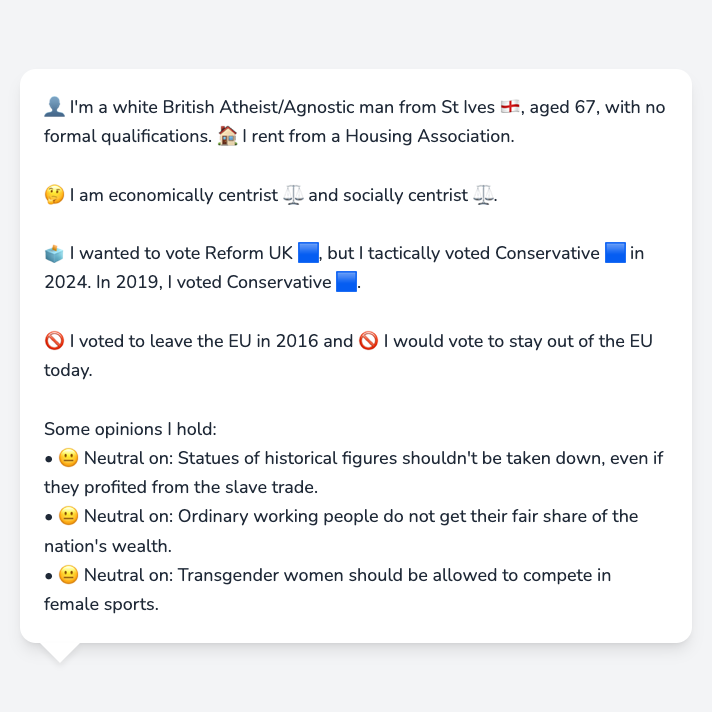 👤 I'm a white British Atheist/Agnostic man from St Ives 🏴󠁧󠁢󠁥󠁮󠁧󠁿, aged 67, with no
formal qualifications. 🏠 I rent from a Housing Association.
🤔 I am economically centrist ⚖️ and socially centrist ⚖️.
🗳️ I wanted to vote Reform UK 🟦, but I tactically voted Conservative 🟦 in
2024. In 2019, I voted Conservative 🟦.
🚫 I voted to leave the EU in 2016 and 🚫 I would vote to stay out of the EU
today.
Some opinions I hold:
• 😐 Neutral on: Statues of historical figures shouldn't be taken down, even if
they profited from the slave trade.
• 😐 Neutral on: Ordinary working people do not get their fair share of the
nation's wealth.
• 😐 Neutral on: Transgender women should be allowed to compete in
female sports.